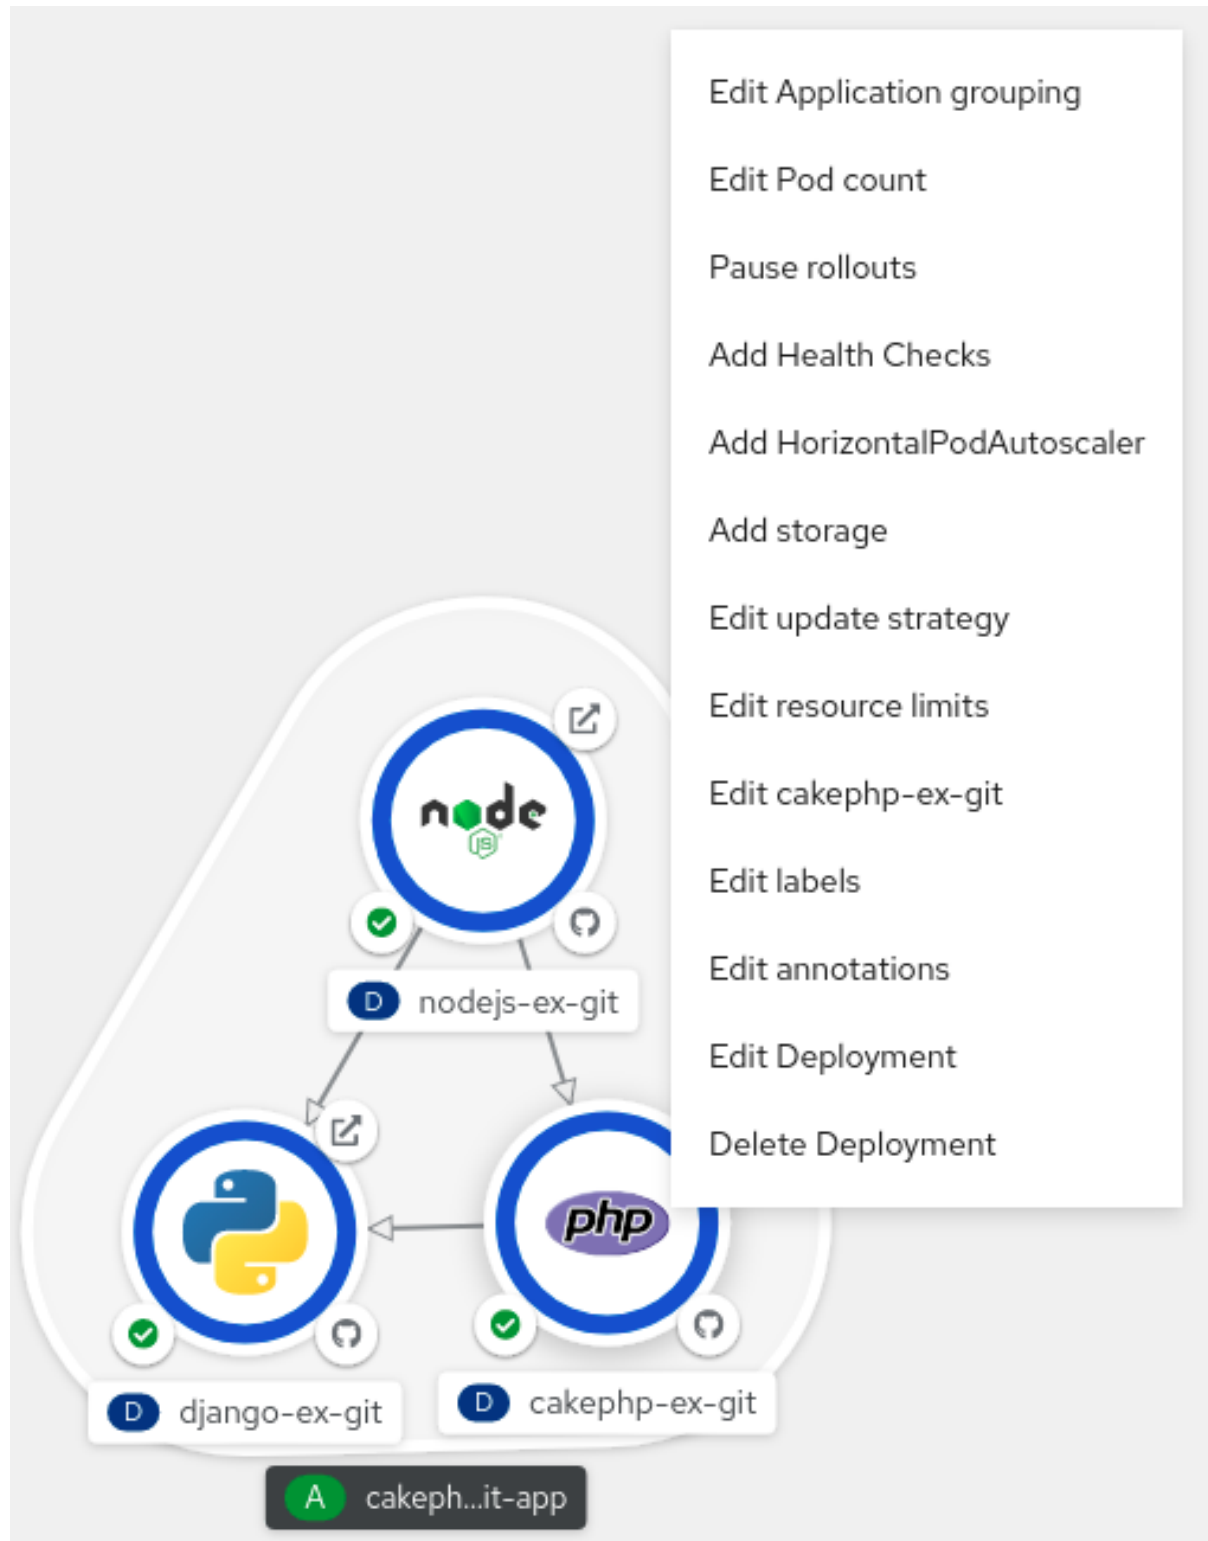 Edit Application grouping
Edit Pod count
Pause rollouts
Add Health Checks
Add HorizontalPodAutoscaler
Add storage
Edit update strategy
Edit resource limits
Edit cakephp-ex-git
Edit labels
Edit annotations
Edit Deployment
Delete Deployment
node
JS
D nodejs-ex-git
php
D django-ex-git
D cakephp-ex-git
A cakeph...it-app